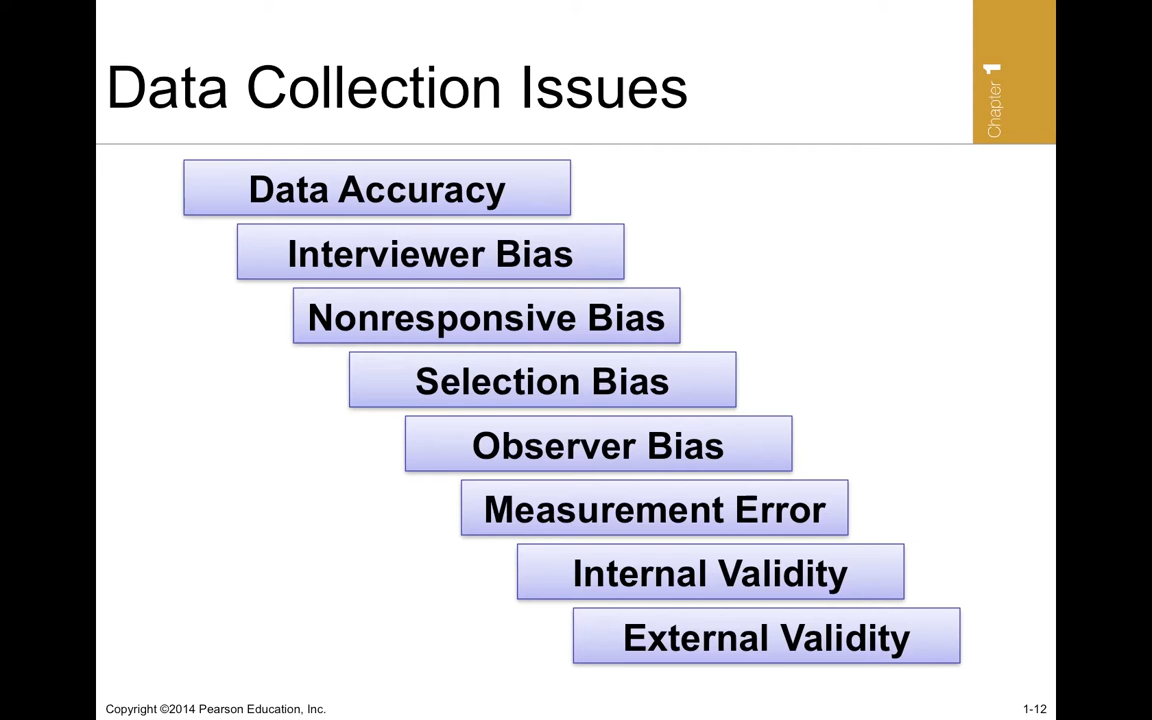 Data Collection Issues
Chapter 1
Data Accuracy
Interviewer Bias
Nonresponsive Bias
Selection Bias
Observer Bias
Measurement Error
Internal Validity
External Validity
Copyright ©2014 Pearson Education, Inc.
1-12